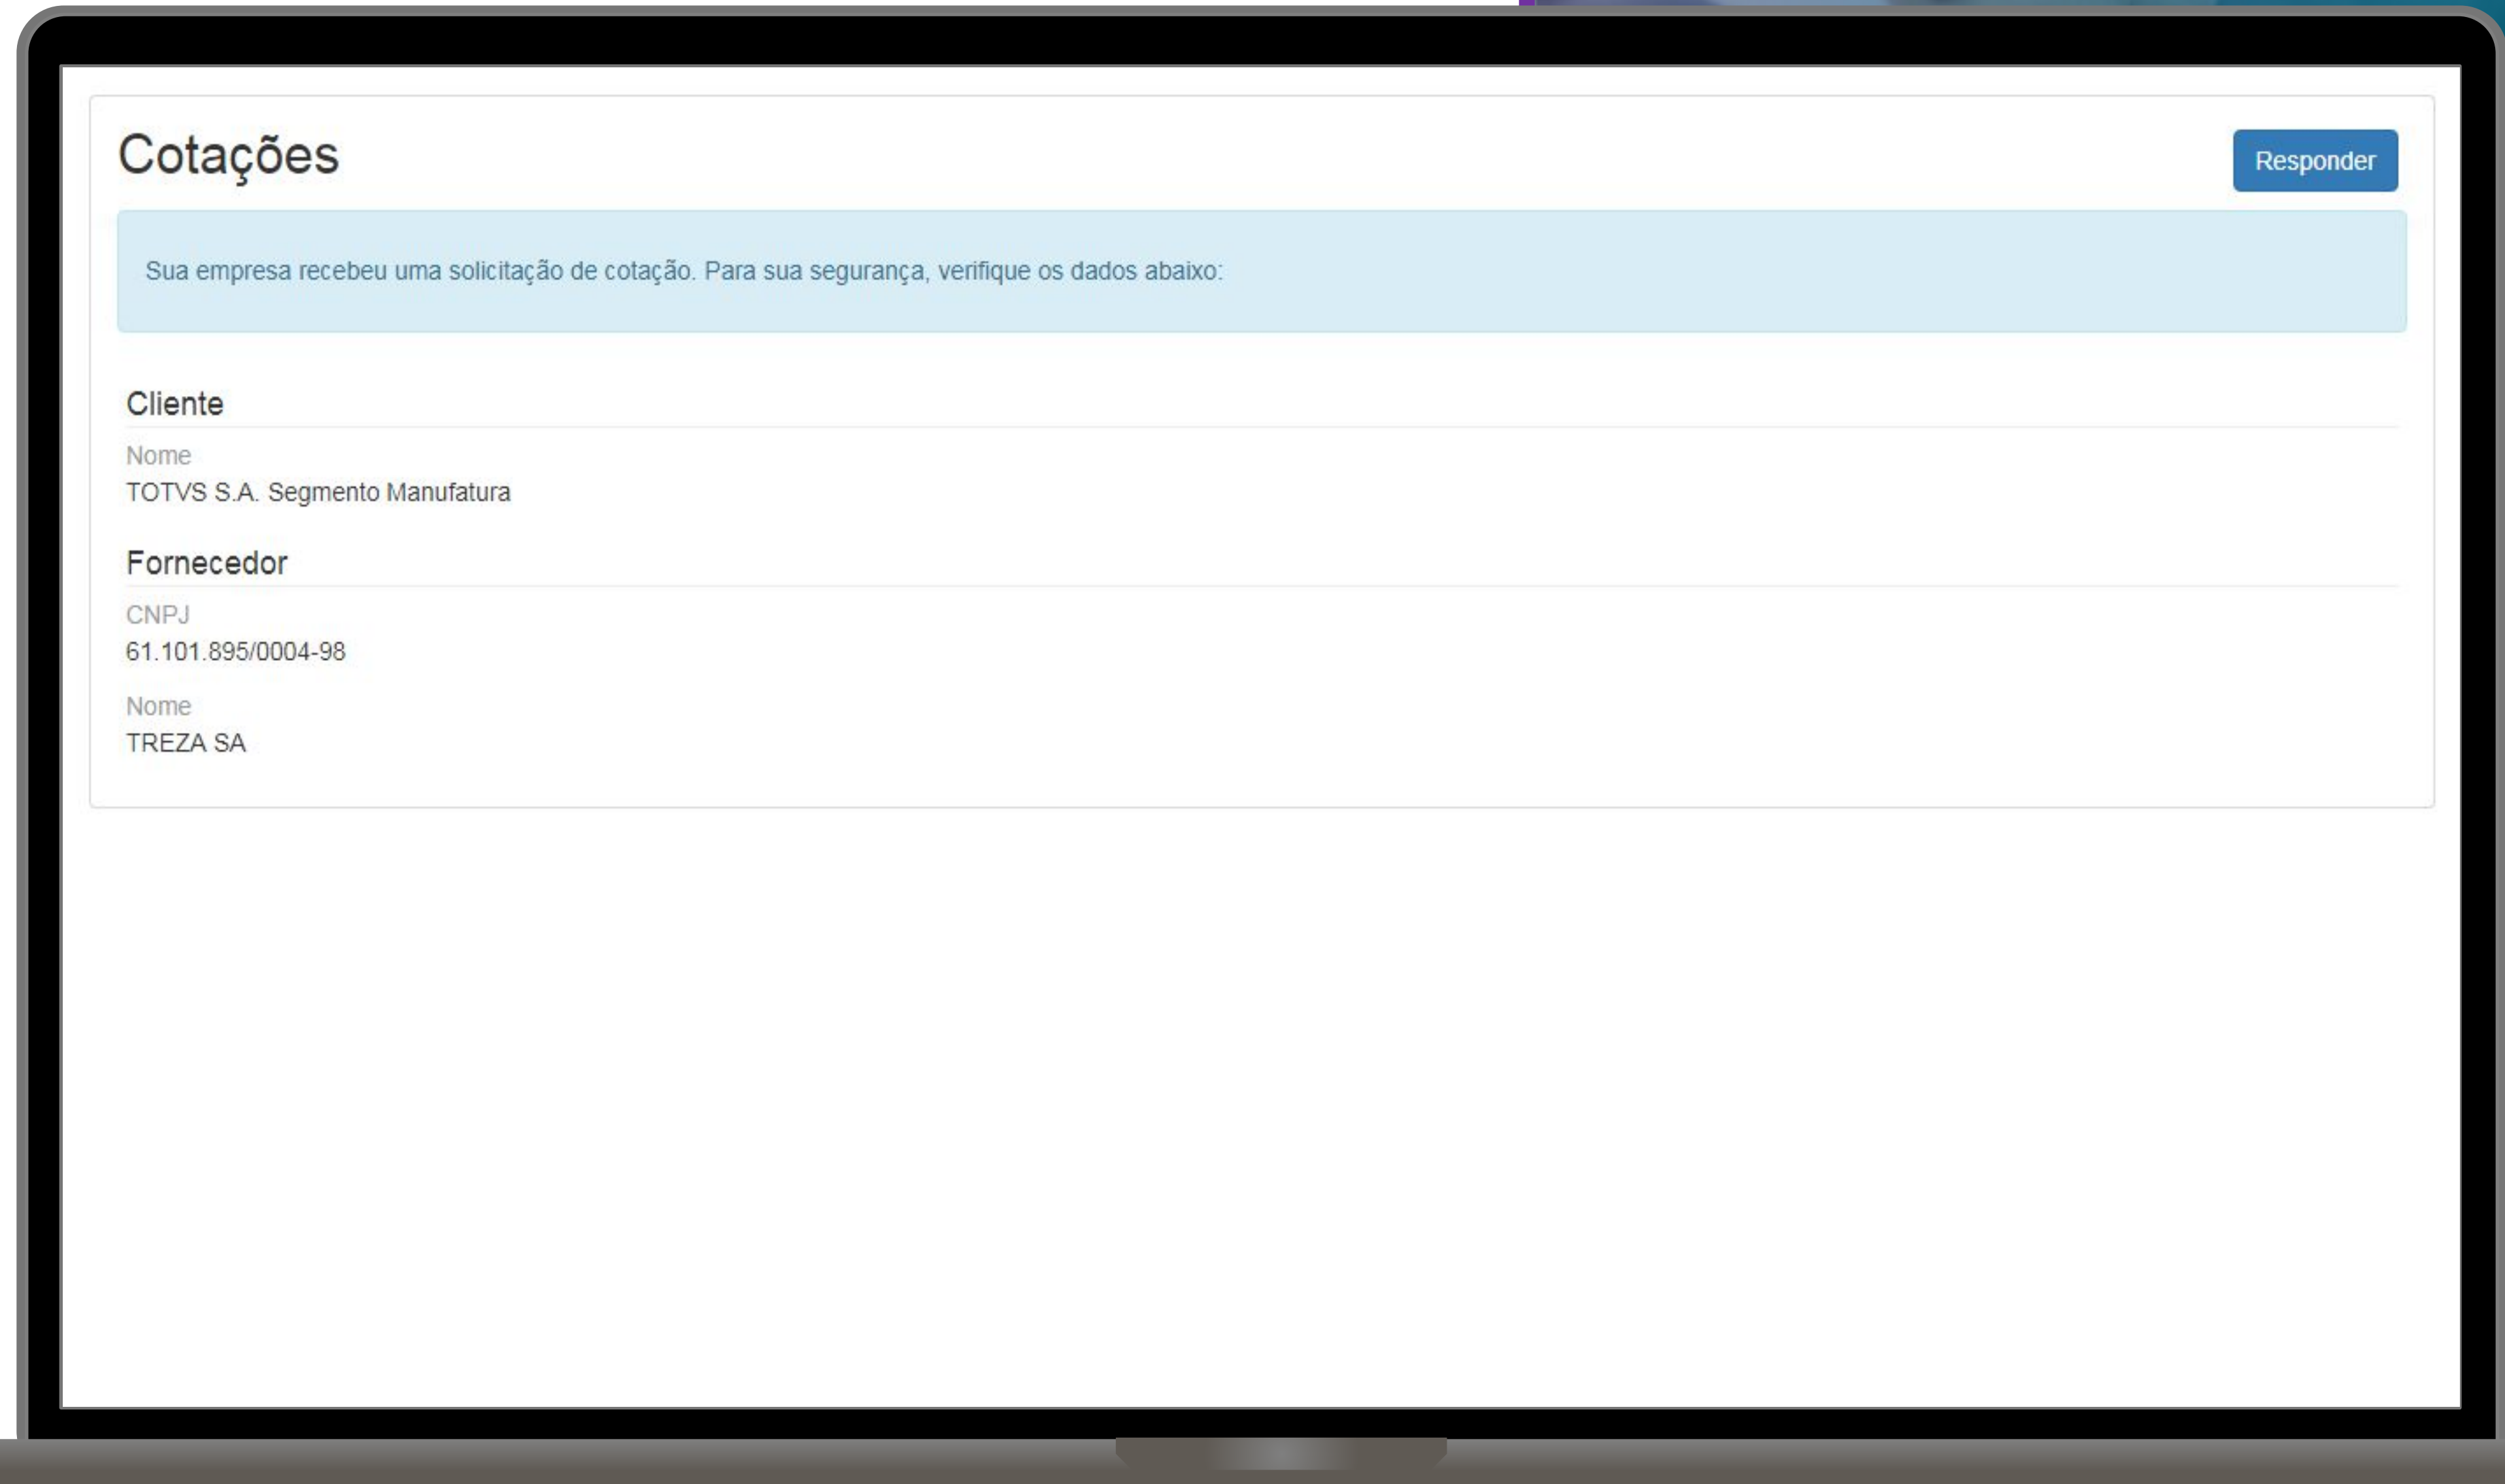 Cotações
Responder
Sua empresa recebeu uma solicitação de cotação. Para sua segurança, verifique os dados abaixo:
Cliente
Nome
TOTVS S.A. Segmento Manufatura
Fornecedor
CNPJ
61.101.895/0004-98
Nome
TREZA SA